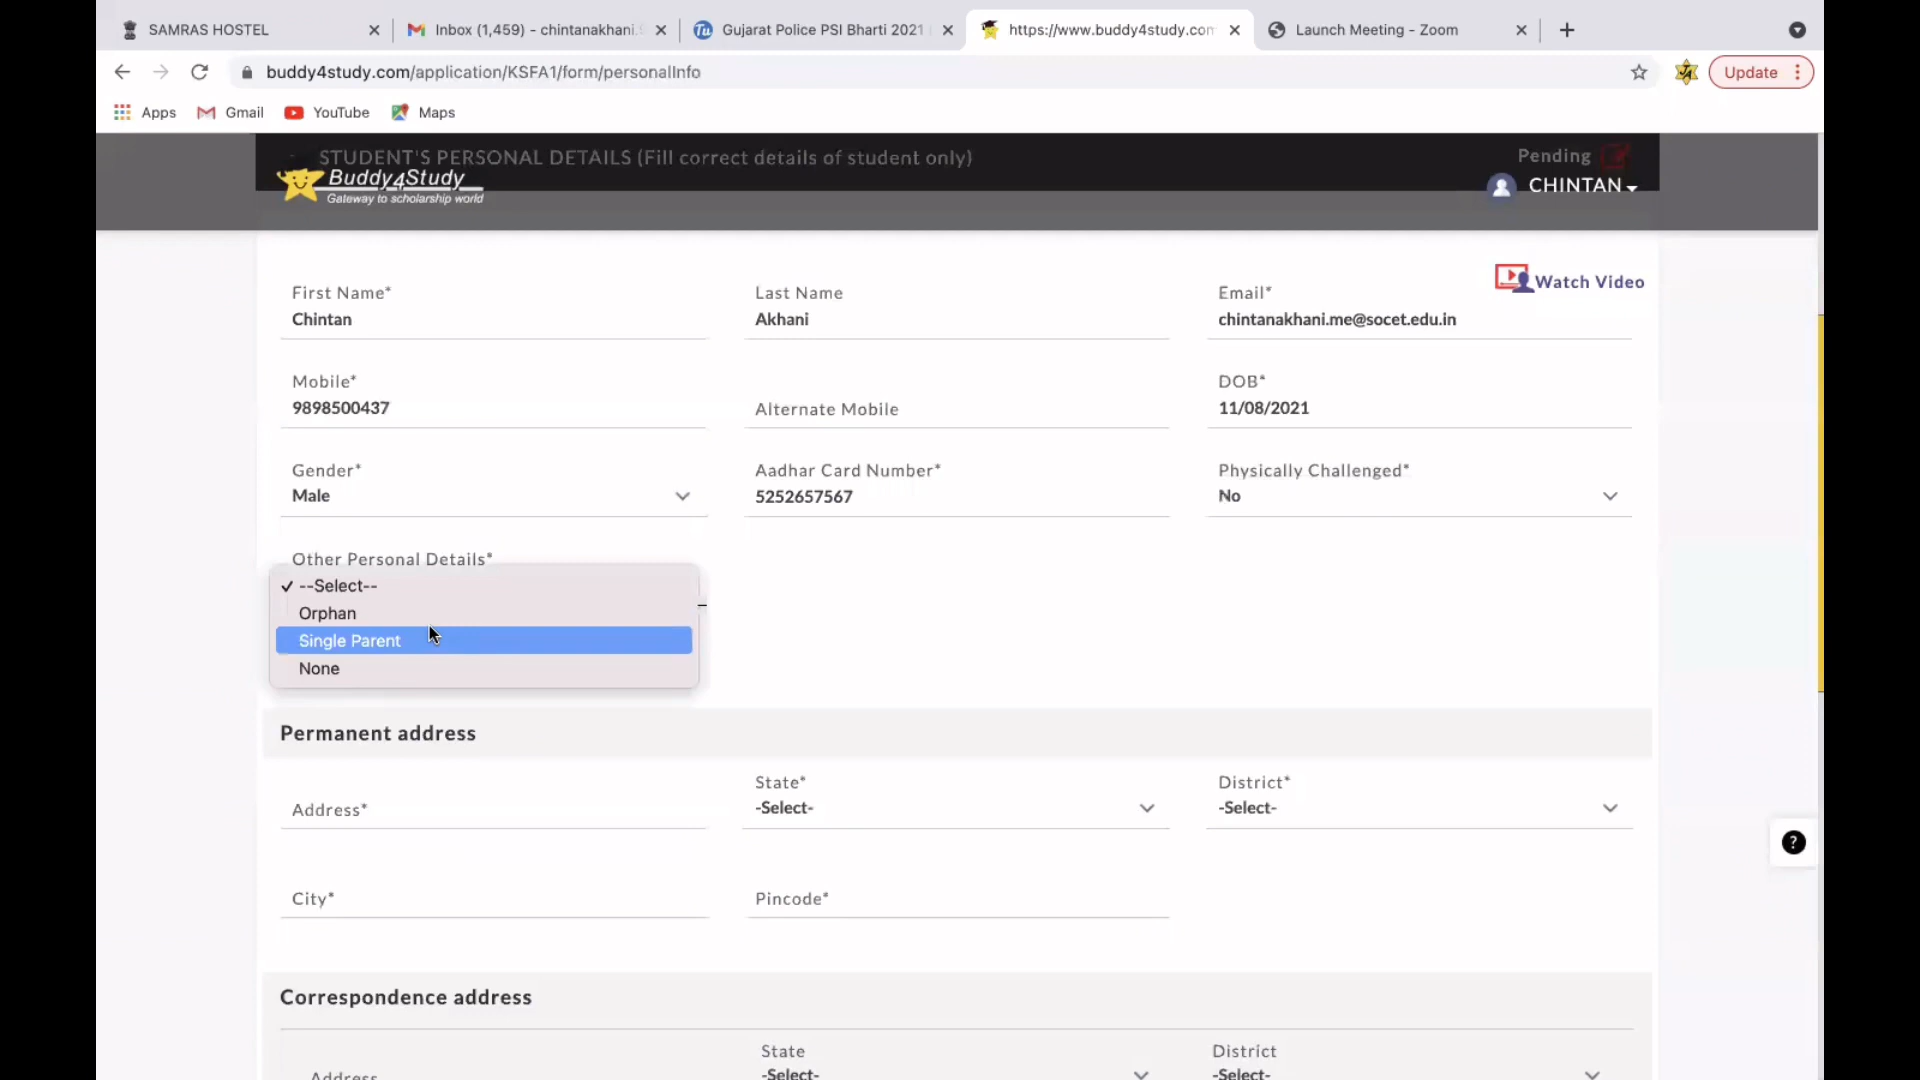 SAMRAS HOSTEL
Inbox (1,459) - chintanakhani.
Gujarat Police PSI Bharti 2021
https://www.buddy4study.com
Launch Meeting - Zoom
buddy4study.com/application/KSFA1/form/personalInfo
Update
Apps
Gmail
YouTube
Maps
STUDENT'S PERSONAL DETAILS (Fill correct details of student only)
Pending
Buddy4Study
Gateway to scholarship world
CHINTAN
Watch Video
First Name*
Last Name
Email*
Chintan
Akhani
chintanakhani.me@socet.edu.in
Mobile*
DOB*
9898500437
Alternate Mobile
11/08/2021
Gender*
Aadhar Card Number*
Physically Challenged*
Male
5252657567
No
Other Personal Details*
--Select--
Orphan
Single Parent
None
Permanent address
State*
District*
Address*
-Select-
-Select-
City*
Pincode*
Correspondence address
State
District
Address
-Select-
-Select-